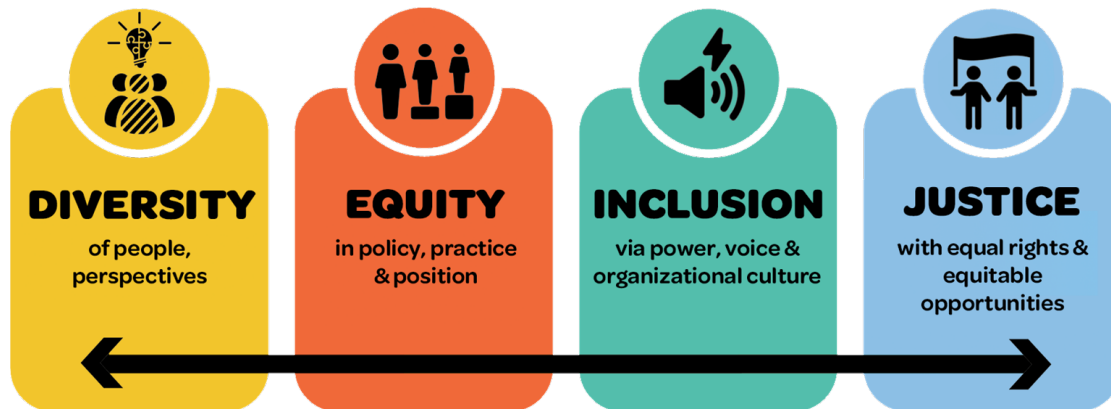 DIVERSITY
of people,
perspectives
EQUITY
in policy, practice
& position
INCLUSION
via power, voice &
organizational culture
JUSTICE
with equal rights &
equitable
opportunities